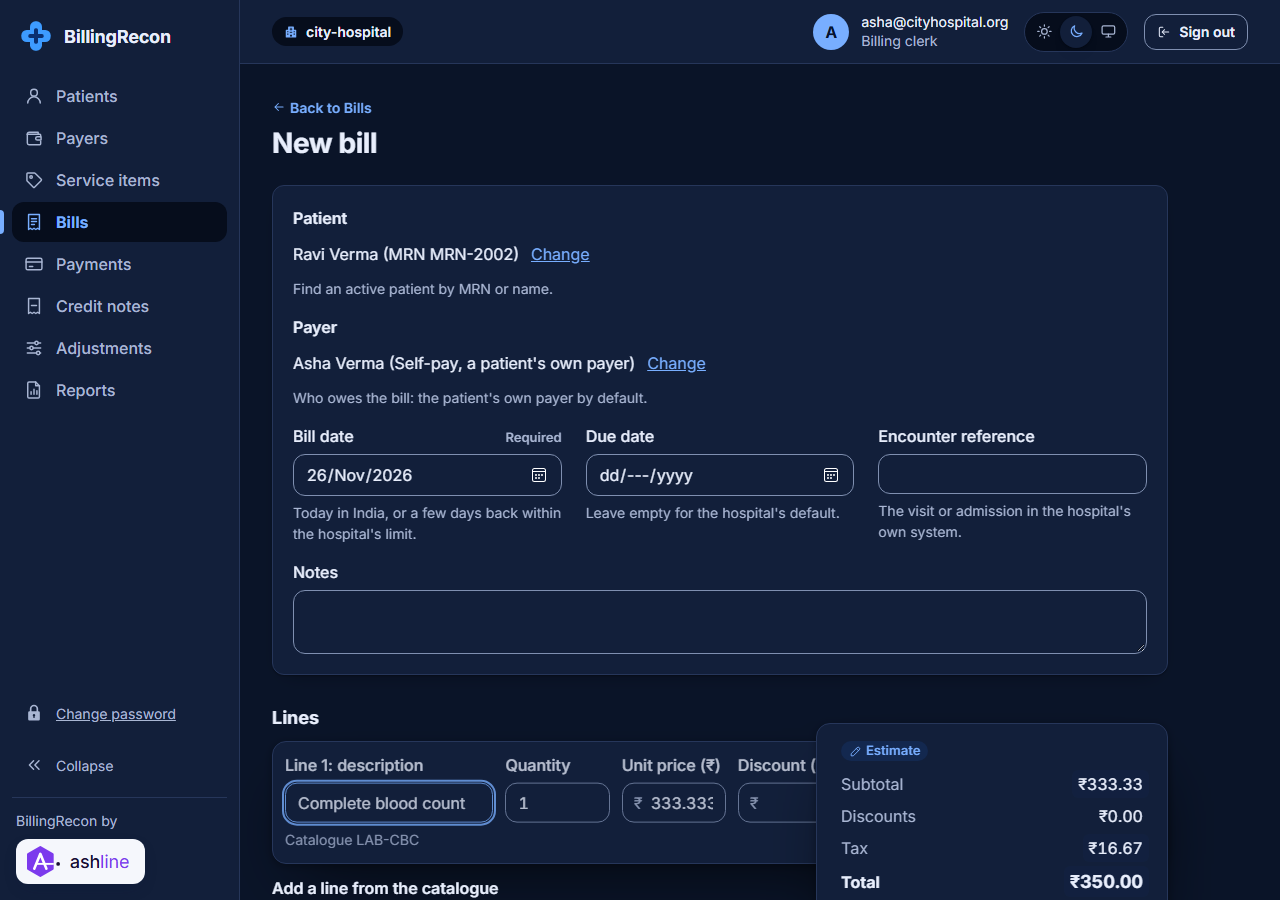 BillingRecon
city-hospital
A
asha@cityhospital.org
Billing clerk
Sign out
Patients
Payers
Service items
Bills
Payments
Credit notes
Adjustments
Reports
Change password
Collapse
BillingRecon by
ashline
Back to Bills
New bill
Patient
Ravi Verma (MRN MRN-2002) Change
Find an active patient by MRN or name.
Payer
Asha Verma (Self-pay, a patient's own payer) Change
Who owes the bill: the patient's own payer by default.
Bill date Required Due date Encounter reference
26/Nov/2026 dd/---/yyyy
Today in India, or a few days back within
the hospital's limit.
Leave empty for the hospital's default.
The visit or admission in the hospital's
own system.
Notes
Lines
Line 1: description Quantity Unit price (₹) Discount (
Complete blood count 1 ₹ 333.333 ₹
Catalogue LAB-CBC
Add a line from the catalogue
Estimate
Subtotal ₹333.33
Discounts ₹0.00
Tax ₹16.67
Total ₹350.00